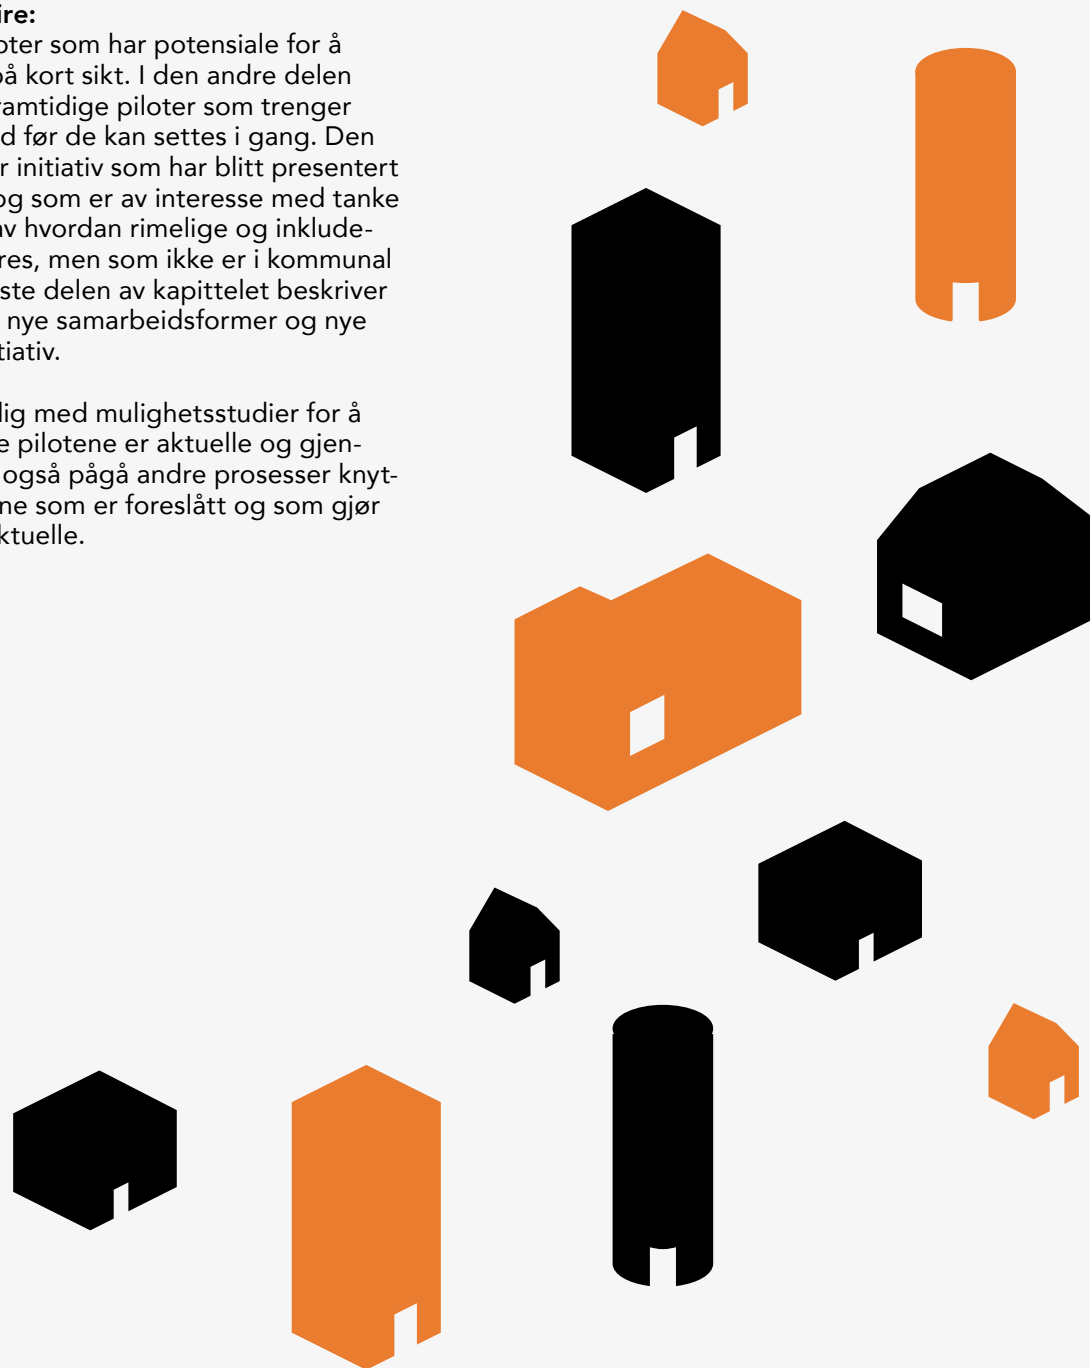 ire:
oter som har potensiale for å
på kort sikt. I den andre delen
ramtidige piloter som trenger
d før de kan settes i gang. Den
r initiativ som har blitt presentert
og som er av interesse med tanke
av hvordan rimelige og inklude-
res, men som ikke er i kommunal
ste delen av kapittelet beskriver
nye samarbeidsformer og nye
tiativ.
dig med mulighetsstudier for å
e pilotene er aktuelle og gjen-
også pågå andre prosesser knyt-
ne som er foreslått og som gjør
ktuelle.